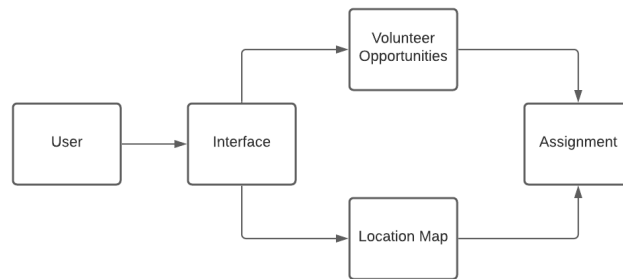 Volunteer
Opportunities
User
Interface
Assignment
Location Map